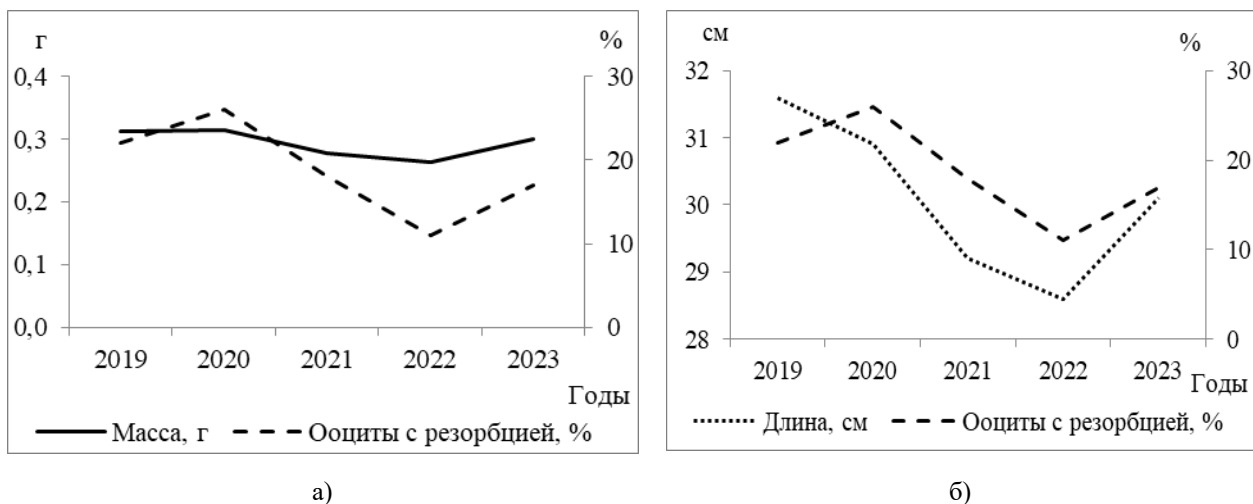 г
%
0,4
30
0,3
20
0,2
10
0,1
0,0
0
2019 2020 2021 2022 2023
Годы
Масса, г Ооциты с резорбцией, %
а)
см
%
32
30
31
20
30
10
29
28
0
2019 2020 2021 2022 2023
Годы
Длина, см Ооциты с резорбцией, %
б)